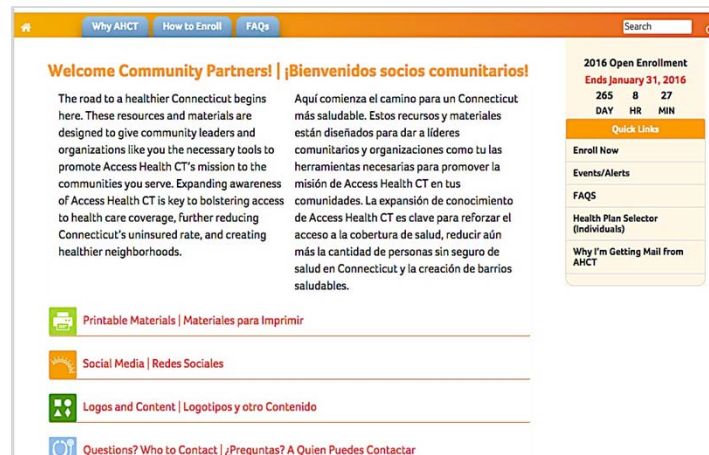 Why AHCT
How to Enroll
FAQs
Search
Welcome Community Partners! | ¡Bienvenidos socios comunitarios!
The road to a healthier Connecticut begins
here. These resources and materials are
designed to give community leaders and
organizations like you the necessary tools to
promote Access Health CT's mission to the
communities you serve. Expanding awareness
of Access Health CT is key to bolstering access
to health care coverage, further reducing
Connecticut's uninsured rate, and creating
healthier neighborhoods.
Aquí comienza el camino para un Connecticut
más saludable. Estos recursos y materiales
están diseñados para dar a líderes
comunitarios y organizaciones como tu las
herramientas necesarias para promover la
misión de Access Health CT en tus
comunidades. La expansión de conocimiento
de Access Health CT es clave para reforzar el
acceso a la cobertura de salud, reducir aún
más la cantidad de personas sin seguro de
salud en Connecticut y la creación de barrios
saludables.
Printable Materials | Materiales para Imprimir
Social Media | Redes Sociales
Logos and Content | Logotipos y otro Contenido
Questions? Who to Contact | ¿Preguntas? A Quien Puedes Contactar
2016 Open Enrollment
Ends January 31, 2016
265 8 27
DAY HR MIN
Quick Links
Enroll Now
Events/Alerts
FAQS
Health Plan Selector
(Individuals)
Why I'm Getting Mail From
AHCT